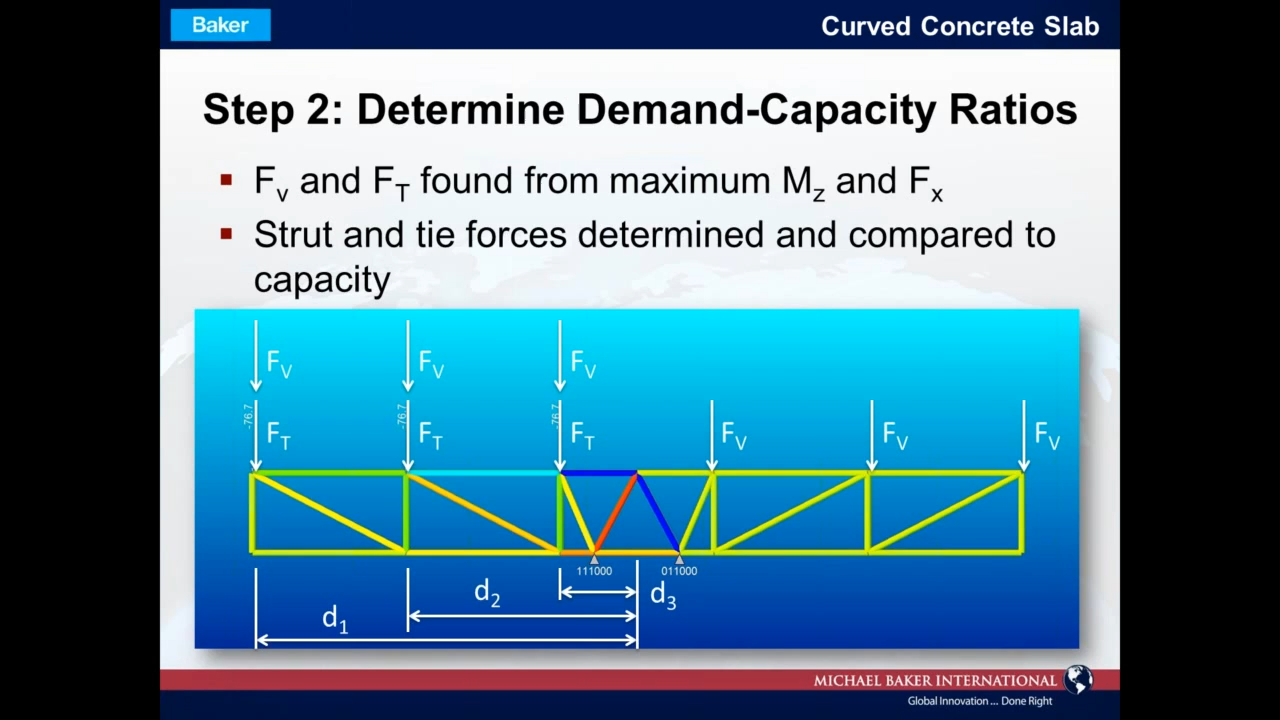 Baker
Curved Concrete Slab
Step 2: Determine Demand-Capacity Ratios
▪ Fv and FT found from maximum Mz and Fx
▪ Strut and tie forces determined and compared to
capacity
FV FV FV
-76.7 -76.7 -76.7
FT FT FT FV FV FV
111000 011000
d1 d2 d3
MICHAEL BAKER INTERNATIONAL
Global Innovation ... Done Right